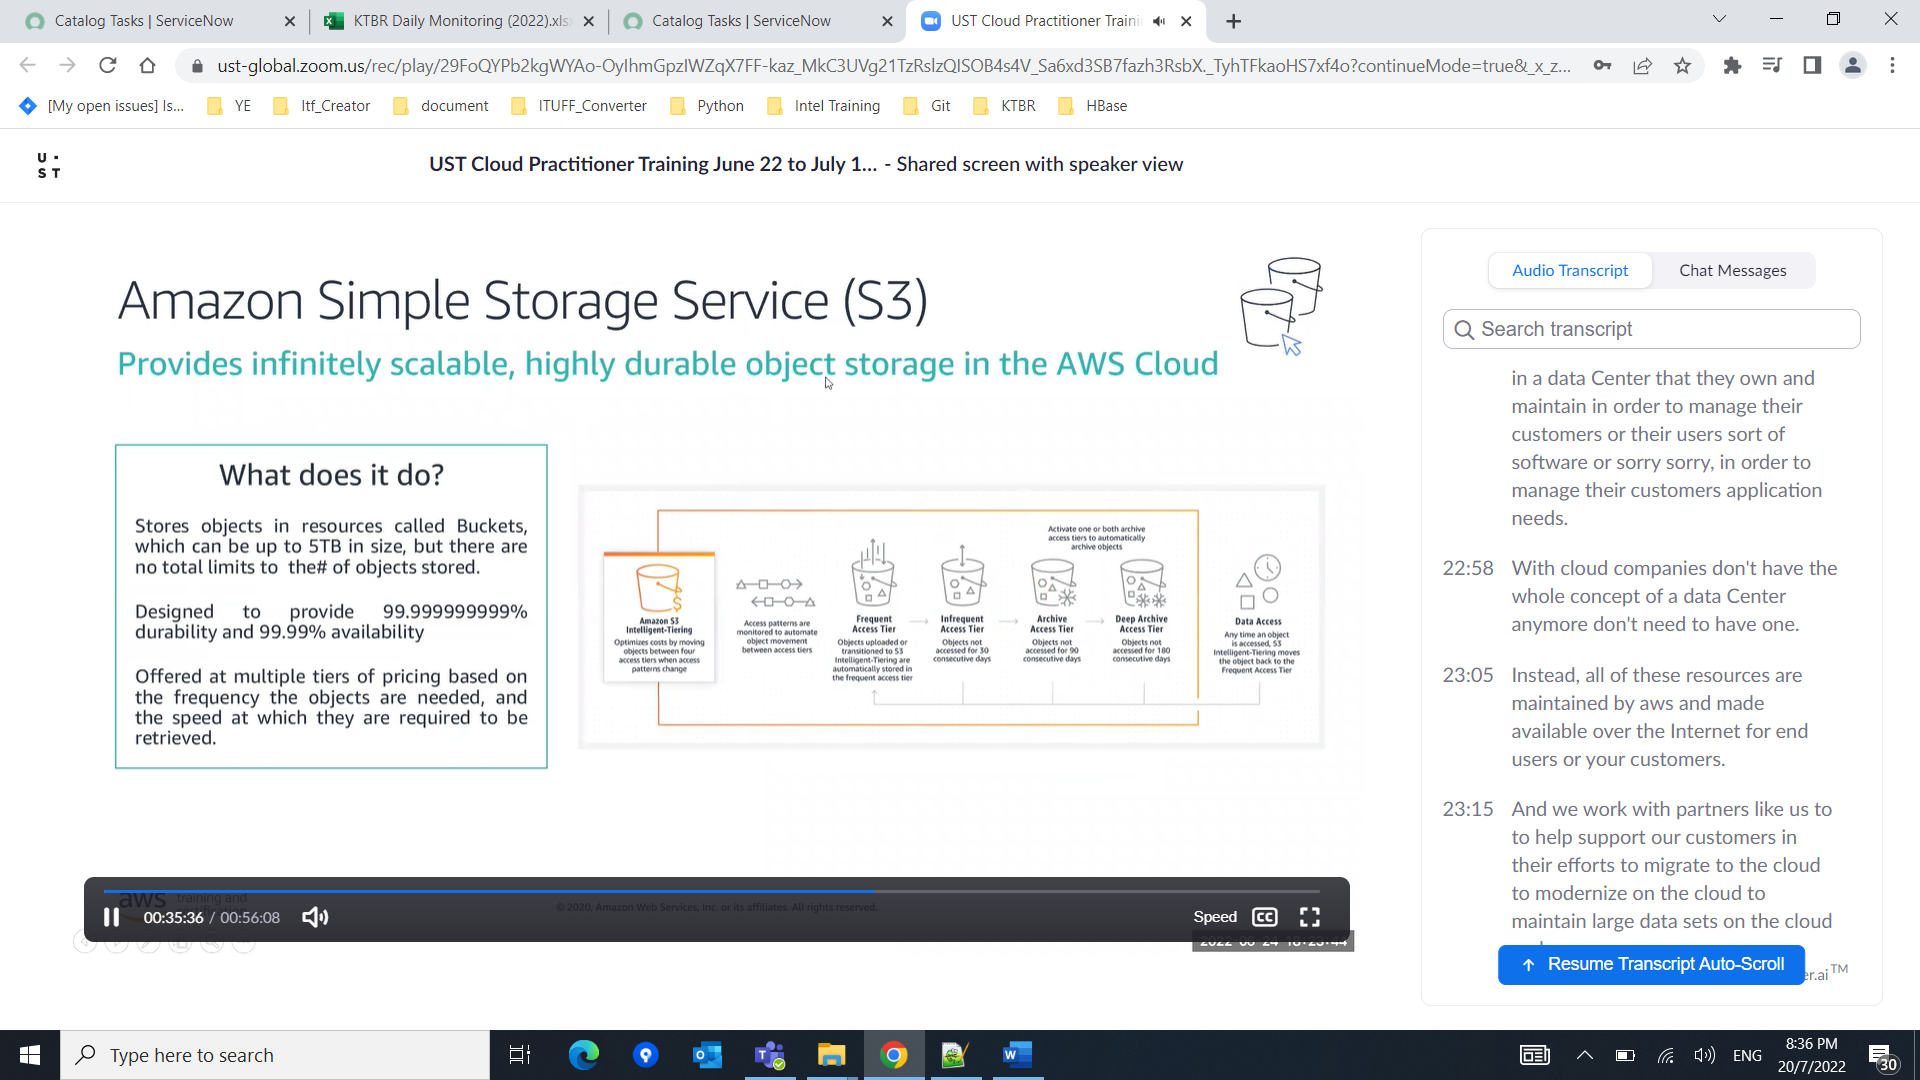 Catalog Tasks | ServiceNow
KTBR Daily Monitoring (2022).xls
Catalog Tasks | ServiceNow
UST Cloud Practitioner Traini
ust-global.zoom.us/rec/play/29FoQYPb2kgWYAo-OyIhmGpzIWZqX7FF-kaz_MkC3UVg21TzRslzQISOB4s4V_Sa6xd3SB7fazh3RsbX._TyhTFkaoHS7xf4o?continueMode=true&_x_z...
[My open issues] Is...
YE
Itf_Creator
document
ITUFF_Converter
Python
Intel Training
Git
KTBR
HBase
U ·
S T
UST Cloud Practitioner Training June 22 to July 1... - Shared screen with speaker view
Amazon Simple Storage Service (S3)
Provides infinitely scalable, highly durable object storage in the AWS Cloud
What does it do?
Stores objects in resources called Buckets,
which can be up to 5TB in size, but there are
no total limits to the# of objects stored.
Designed to provide 99.999999999%
durability and 99.99% availability
Offered at multiple tiers of pricing based on
the frequency the objects are needed, and
the speed at which they are required to be
retrieved.
Amazon S3
Intelligent-Tiering
Optimizes costs by moving
objects between four
access tiers when access
patterns change
Access patterns are
monitored to automate
object movement
between access tiers
Frequent
Access Tier
Objects uploaded or
transitioned to S3
Intelligent-Tiering are
automatically stored in
the frequent access tier
Infrequent
Access Tier
Objects not
accessed for 30
consecutive days
Activate one or both archive
access tiers to automatically
archive objects
Archive
Access Tier
Objects not
accessed for 90
consecutive days
Deep Archive
Access Tier
Objects not
accessed for 180
consecutive days
Data Access
Any time an object
is accessed, S3
Intelligent-Tiering moves
the object back to the
Frequent Access Tier
aws training and
© 2020, Amazon Web Services, Inc. or its affiliates. All rights reserved.
00:35:36 / 00:56:08
Speed
CC
Audio Transcript
Chat Messages
Search transcript
in a data Center that they own and
maintain in order to manage their
customers or their users sort of
software or sorry sorry, in order to
manage their customers application
needs.
22:58 With cloud companies don't have the
whole concept of a data Center
anymore don't need to have one.
23:05 Instead, all of these resources are
maintained by aws and made
available over the Internet for end
users or your customers.
23:15 And we work with partners like us to
to help support our customers in
their efforts to migrate to the cloud
to modernize on the cloud to
maintain large data sets on the cloud
Resume Transcript Auto-Scroll
er.ai™
Type here to search
ENG
8:36 PM
20/7/2022
30